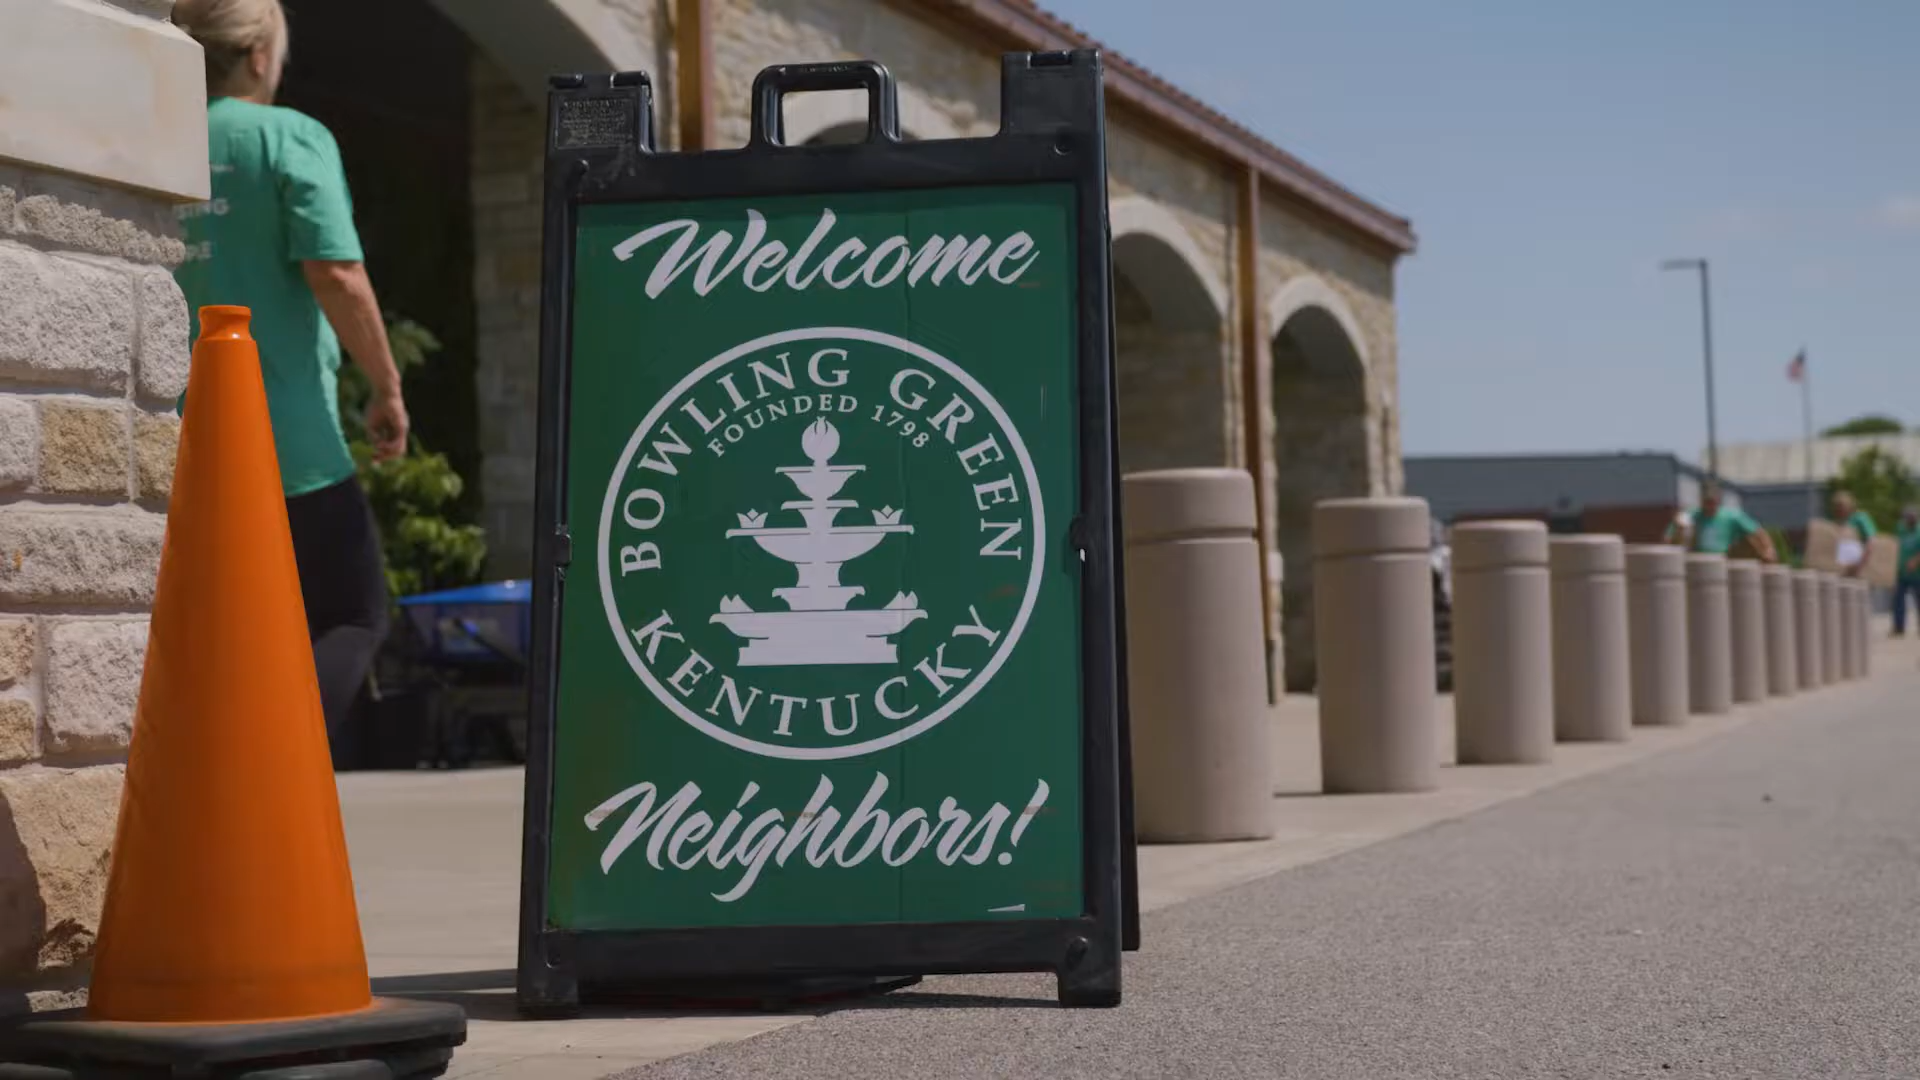 Welcome
BOWLING GREEN
FOUNDED 1798
KENTUCKY
Neighbors!